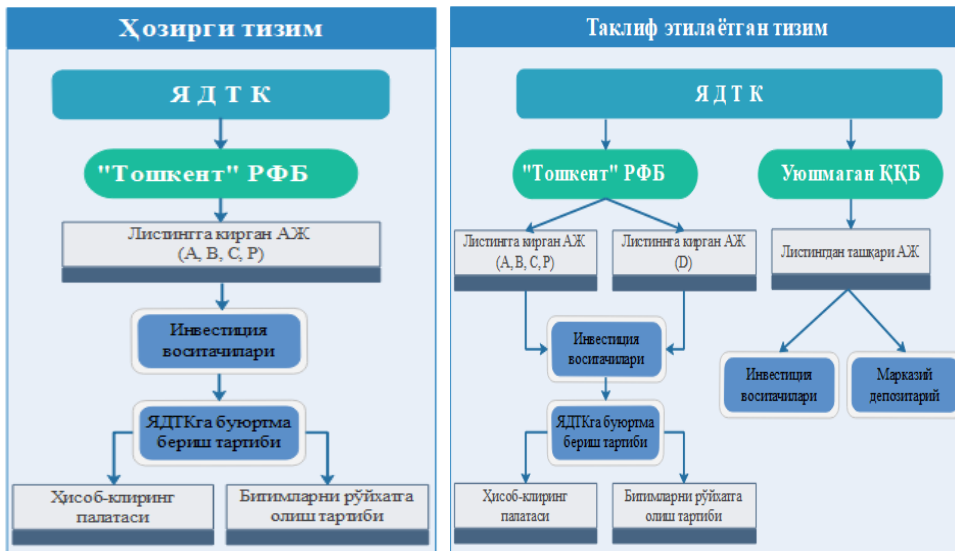 Ҳозирги тизим
Я Д Т К
"Тошкент" РФБ
Листингга кирган АЖ
(A, B, C, P)
Инвестиция
воситачилари
ЯДТКга буюртма
бериш тартиби
Ҳисоб-клиринг
палатаси
Битимларни рўйхатга
олиш тартиби
Таклиф этилаётган тизим
Я Д Т К
"Тошкент" РФБ
Уюшмаган ҚҚБ
Листингга кирган АЖ
(A, B, C, P)
Листиннга кирган АЖ
(D)
Листингдан ташқари АЖ
Инвестиция
воситачилари
Инвестиция
воситачилари
Марказий
депозитарий
ЯДТКга буюртма
бериш тартиби
Ҳисоб-клиринг
палатаси
Битимларни рўйхатга
олиш тартиби